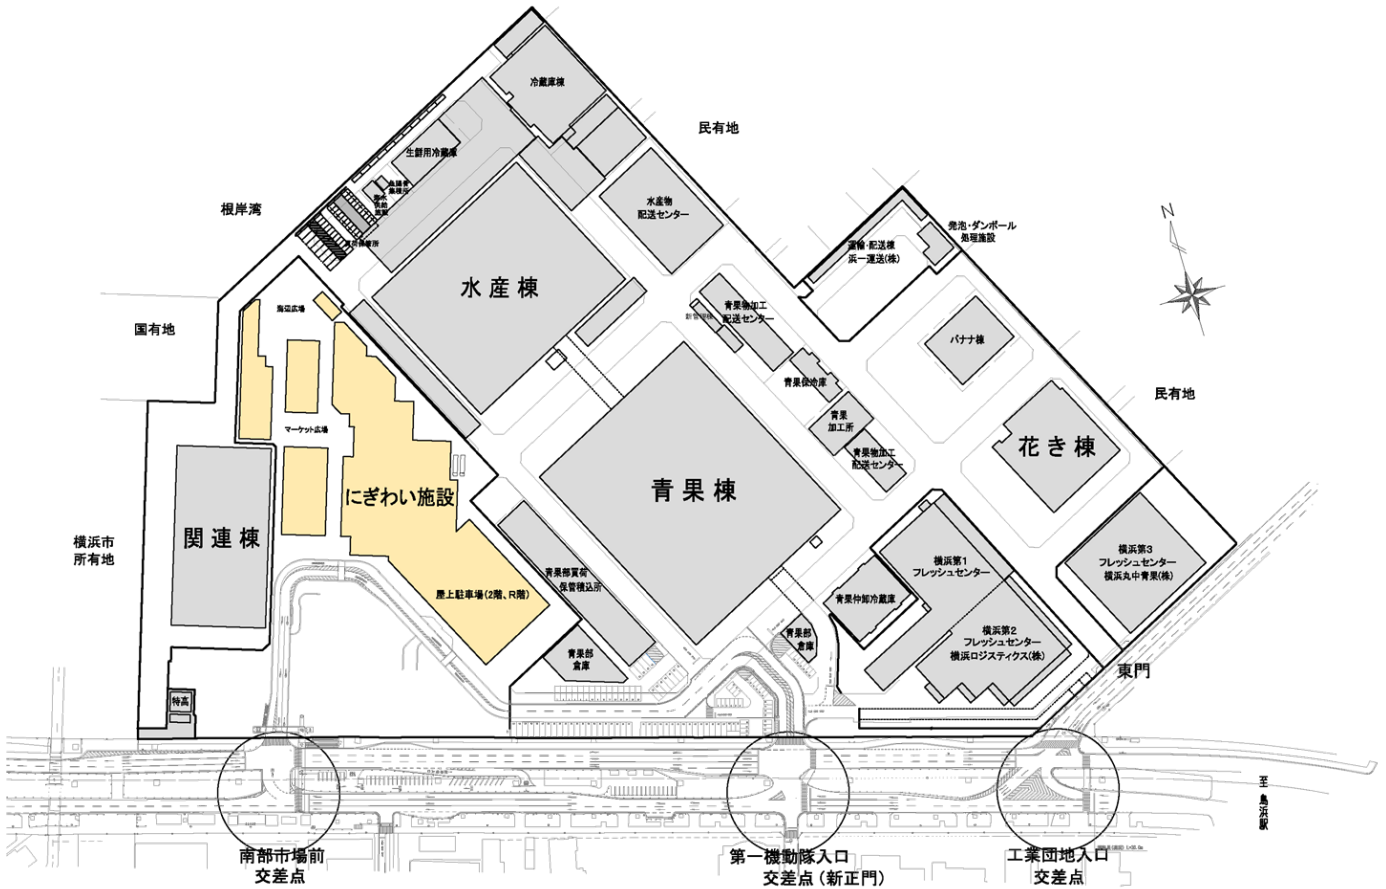 冷蔵庫棟
民有地
生鮮用冷蔵庫
根岸湾
買荷保管所
水産物
配送センター
発泡・ダンボール
処理施設
運輸・配送棟
浜一運送(株)
N
水産棟
海辺広場
国有地
青果物加工
配送センター
バナナ棟
青果保冷庫
民有地
青果
加工所
マーケット広場
花き棟
青果物加工
配送センター
青果棟
にぎわい施設
関連棟
横浜市
所有地
横浜第1
フレッシュセンター
横浜第3
フレッシュセンター
横浜丸中青果(株)
青果部買荷
保管積込所
屋上駐車場(2階、R階)
青果仲卸冷蔵庫
横浜第2
フレッシュセンター
横浜ロジスティクス(株)
青果部
倉庫
青果部
倉庫
東門
特高
至 鳥浜駅
南部市場前
交差点
第一機動隊入口
交差点(新正門)
工業団地入口
交差点